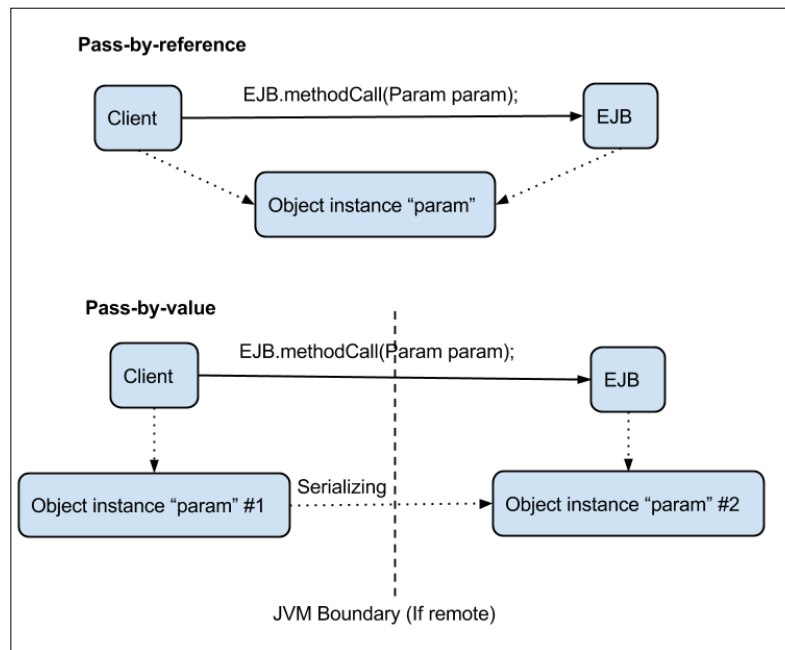 Pass-by-reference
EJB.methodCall(Param param);
Client
EJB
Object instance “param”
Pass-by-value
EJB.methodCall(Param param);
Client
EJB
Object instance “param” #1
Serializing
Object instance “param” #2
JVM Boundary (If remote)